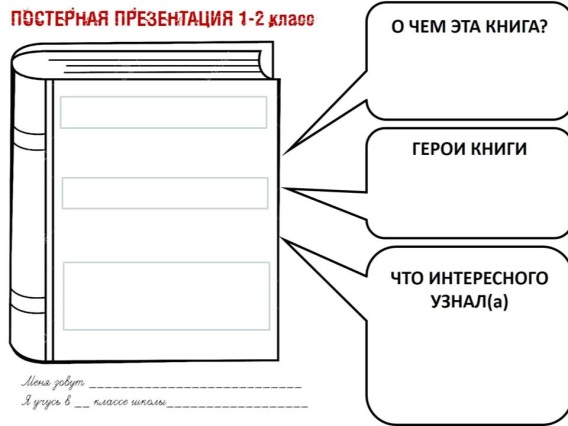 ПОСТЕРНАЯ ПРЕЗЕНТАЦИЯ 1-2 класс
О ЧЕМ ЭТА КНИГА?
ГЕРОИ КНИГИ
ЧТО ИНТЕРЕСНОГО
УЗНАЛ(а)
Меня зовут ___________________________
Я учусь в __ классе школы__________________